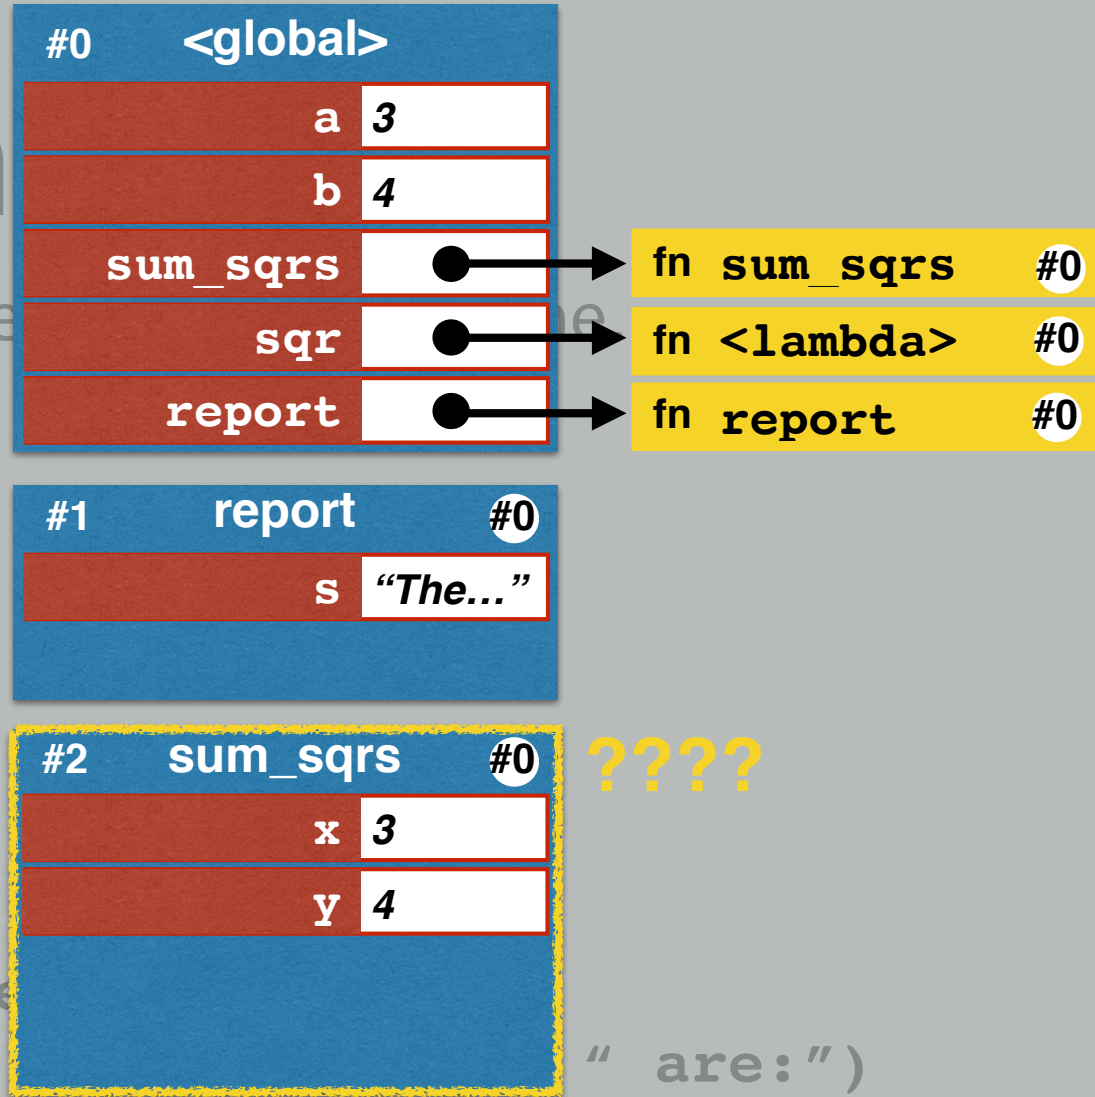 #0 <global>
a 3
b 4
sum_sqrs fn sum_sqrs #0
sqr fn <lambda> #0
report fn report #0
#1 report #0
s “The…”
#2 sum_sqrs #0 ????
x 3
y 4
“ are:”)